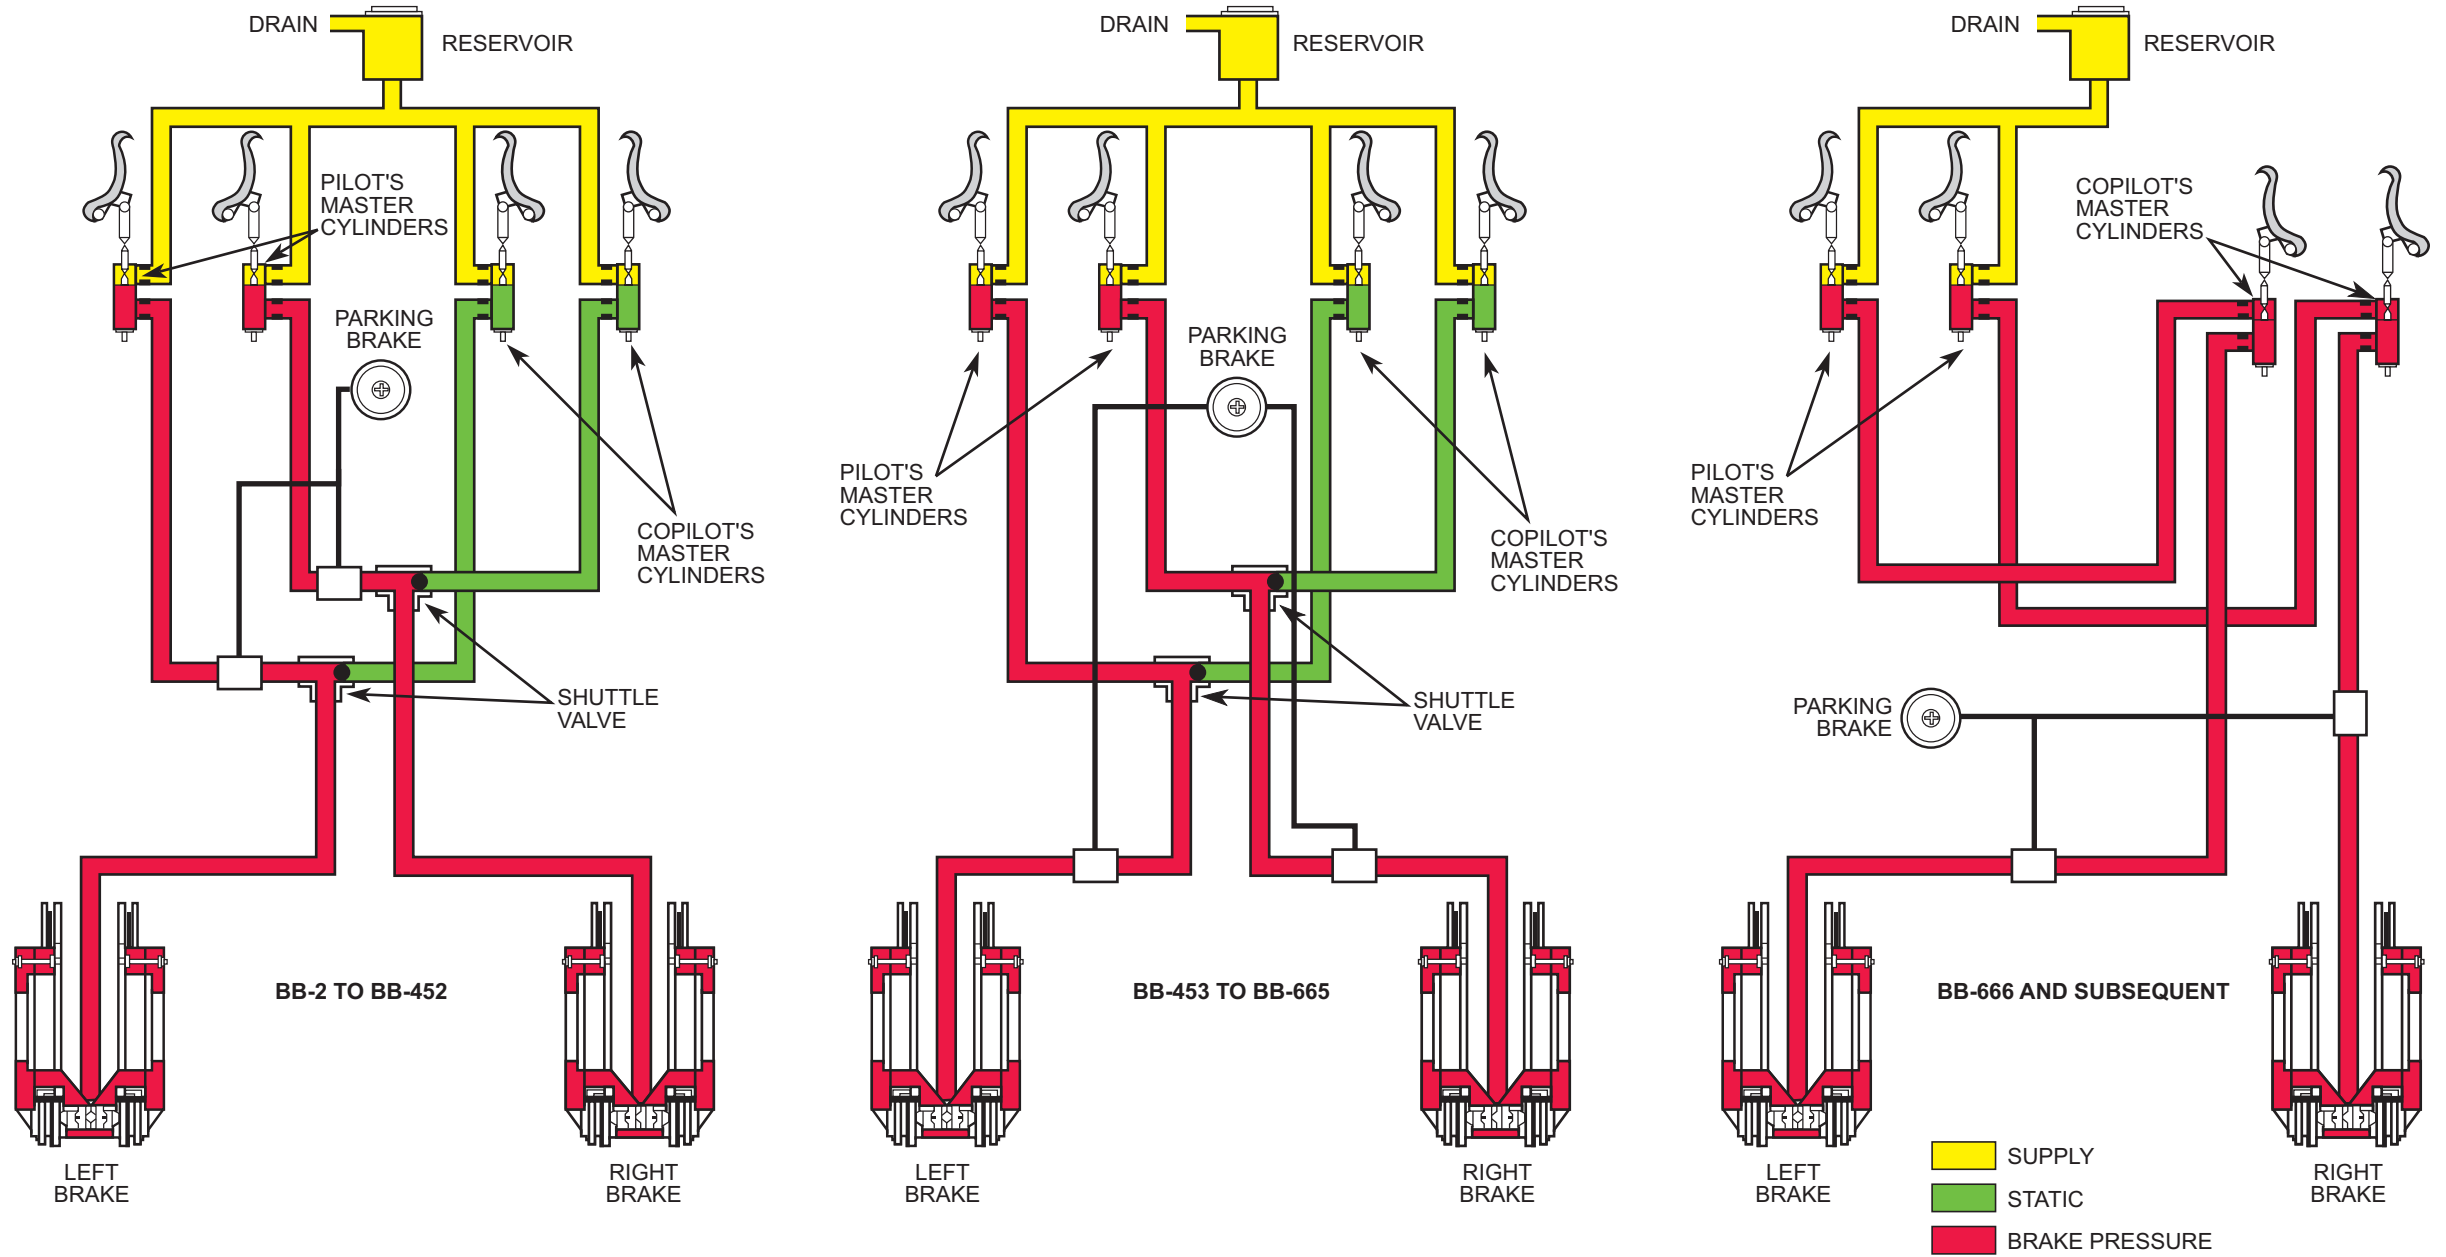 DRAIN
RESERVOIR
PILOT'S
MASTER
CYLINDERS
PARKING
BRAKE
COPILOT'S
MASTER
CYLINDERS
SHUTTLE
VALVE
BB-2 TO BB-452
LEFT
BRAKE
RIGHT
BRAKE
DRAIN
RESERVOIR
PARKING
BRAKE
PILOT'S
MASTER
CYLINDERS
COPILOT'S
MASTER
CYLINDERS
SHUTTLE
VALVE
BB-453 TO BB-665
LEFT
BRAKE
RIGHT
BRAKE
DRAIN
RESERVOIR
COPILOT'S
MASTER
CYLINDERS
PILOT'S
MASTER
CYLINDERS
PARKING
BRAKE
BB-666 AND SUBSEQUENT
LEFT
BRAKE
RIGHT
BRAKE
SUPPLY
STATIC
BRAKE PRESSURE